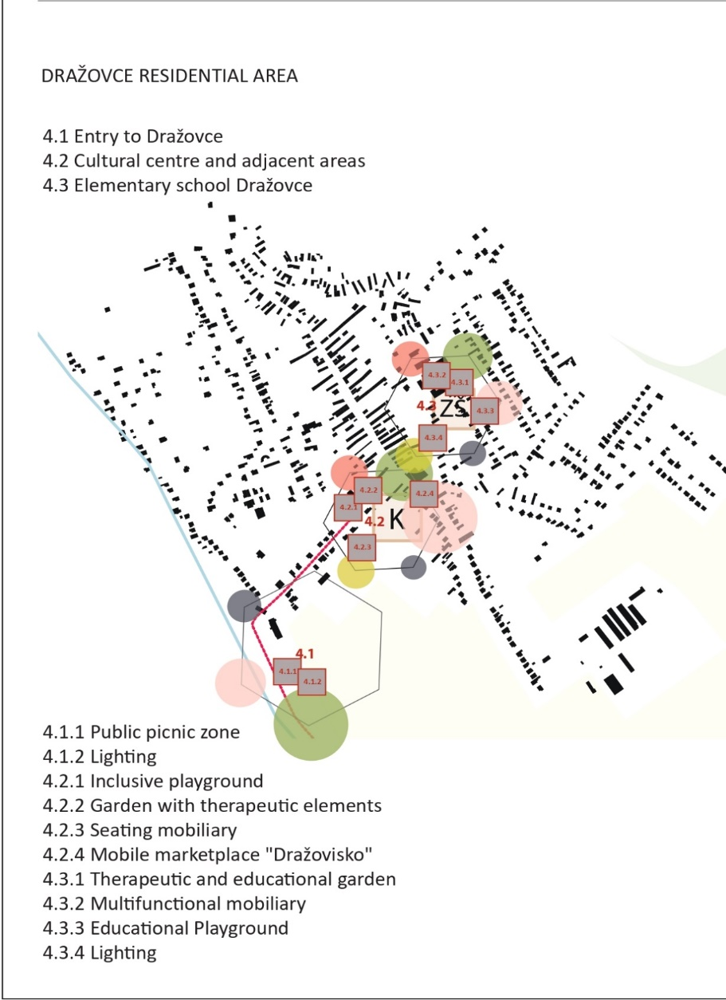 DRAŽOVCE RESIDENTIAL AREA
4.1 Entry to Dražovce
4.2 Cultural centre and adjacent areas
4.3 Elementary school Dražovce
4.3.2
4.3.1
4.3 ZŠ
4.3.3
4.3.4
4.2.2
4.2.4
4.2.1
4.2 K
4.2.3
4.1
4.1.1
4.1.2
4.1.1 Public picnic zone
4.1.2 Lighting
4.2.1 Inclusive playground
4.2.2 Garden with therapeutic elements
4.2.3 Seating mobiliary
4.2.4 Mobile marketplace "Dražovisko"
4.3.1 Therapeutic and educational garden
4.3.2 Multifunctional mobiliary
4.3.3 Educational Playground
4.3.4 Lighting